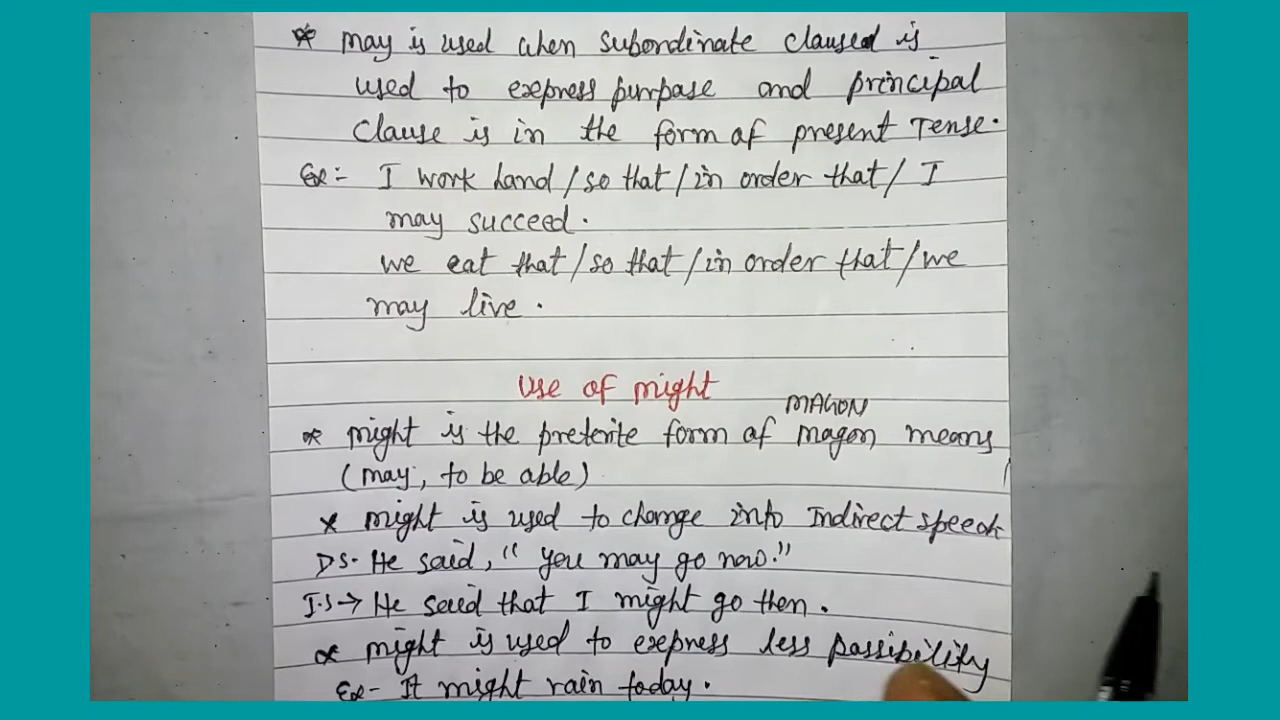 * may is used when subordinate claused is
used to express purpose and principal
clause is in the form of present Tense.
Ex:- I work hard/so that/in order that/ I
may succeed.
we eat that/so that/in order that/we
may live.
Use of might
MAGON
* might is the preterite form of magon, means
(may, to be able)
* might is used to change into Indirect speech
DS- He said, "You may go now."
I.S→ He said that I might go then.
* might is used to express less possibility
Ex- It might rain today.